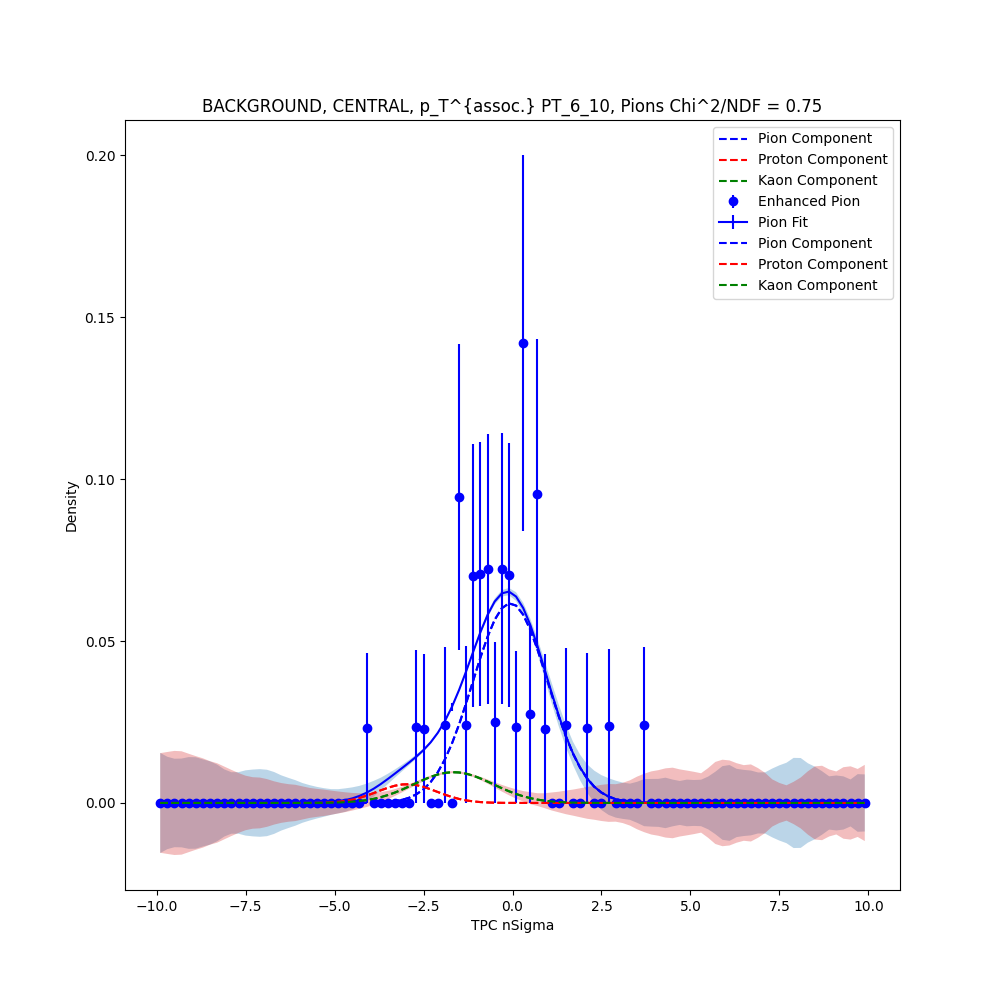 BACKGROUND, CENTRAL, p_T^{assoc.} PT_6_10, Pions Chi^2/NDF = 0.75
Pion Component
Proton Component
Kaon Component
Enhanced Pion
Pion Fit
Pion Component
Proton Component
Kaon Component
0.20
0.15
0.10
0.05
0.00
Density
−10.0 −7.5 −5.0 −2.5 0.0 2.5 5.0 7.5 10.0
TPC nSigma